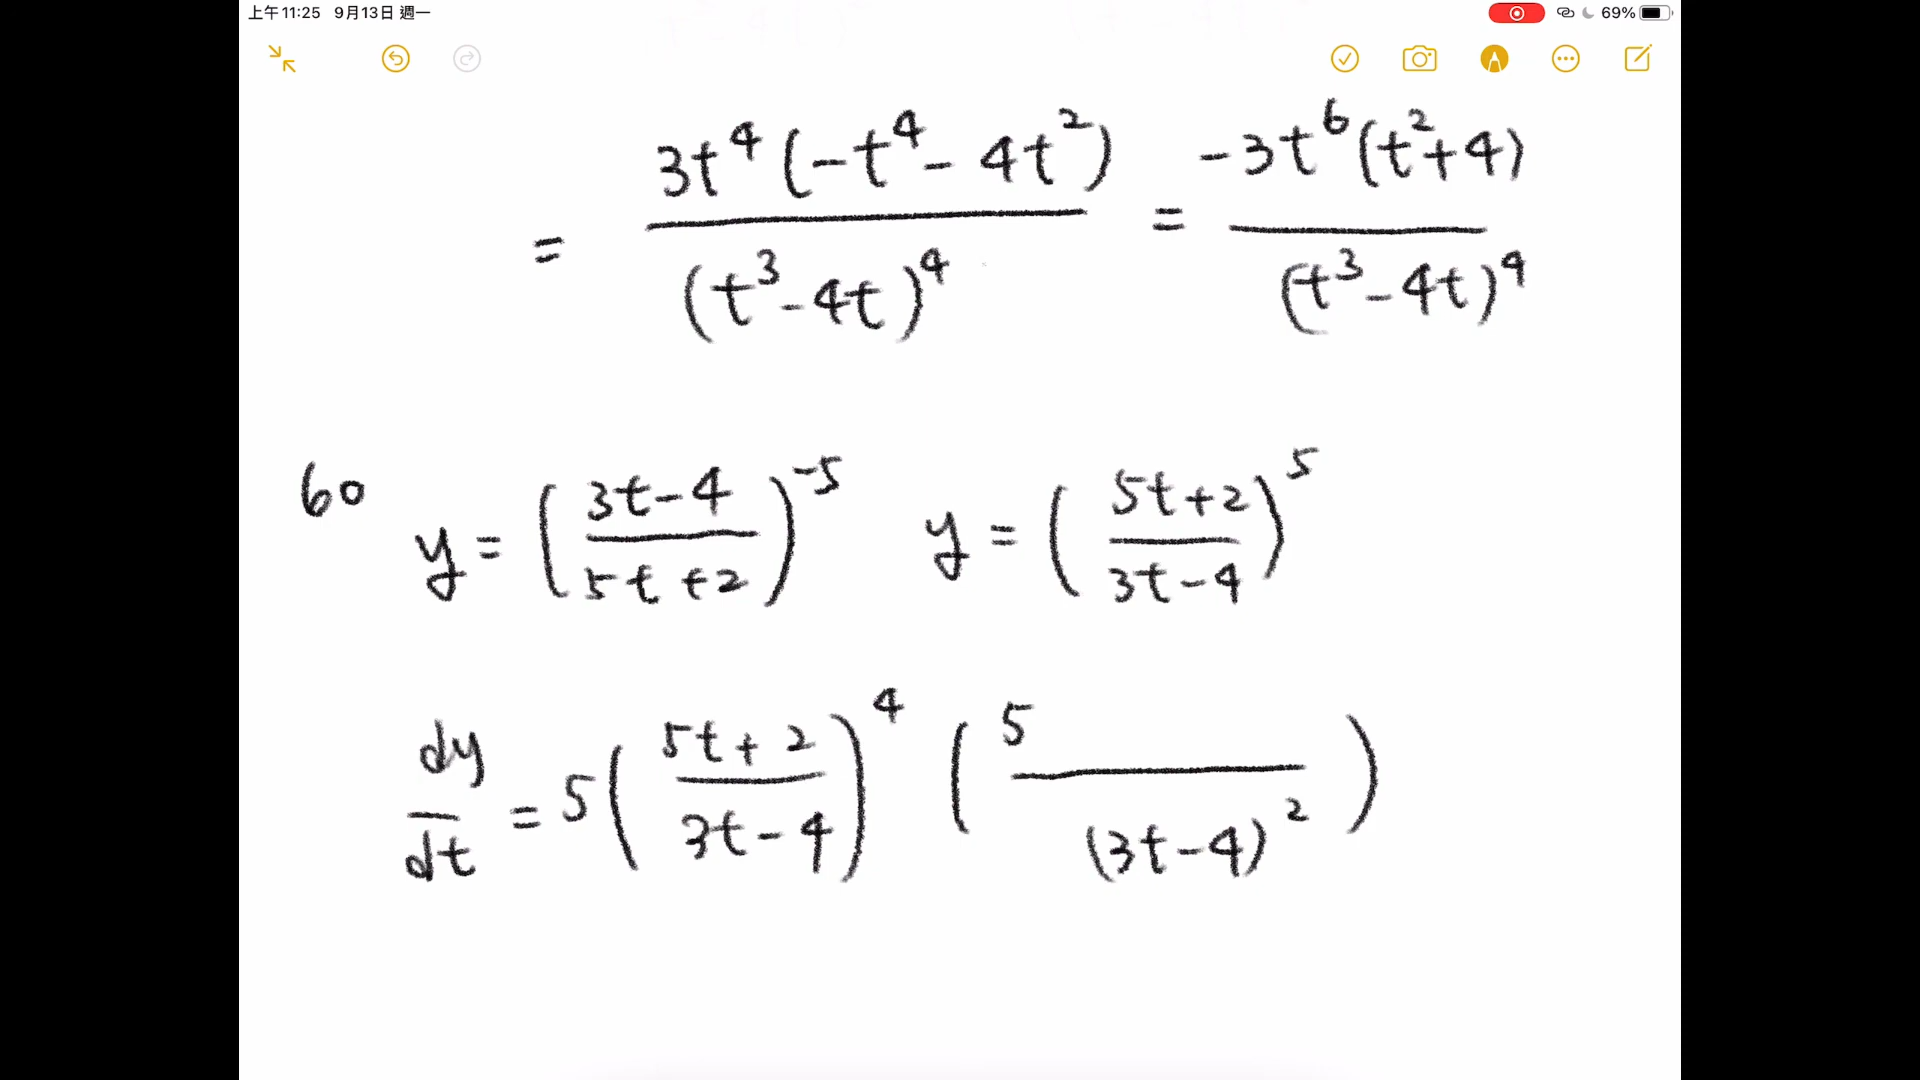 上午11:25 9月13日 週一 69%
= 3t⁴(-t⁴-4t²) / (t³-4t)⁴ = -3t⁶(t²+4) / (t³-4t)⁴
60 y = ((3t-4)/(5t+2))⁻⁵ y = ((5t+2)/(3t-4))⁵
dy/dt = 5((5t+2)/(3t-4))⁴ (5 / (3t-4)²)